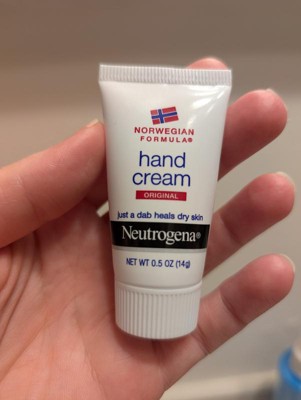 NORWEGIAN
FORMULA®
hand
cream
ORIGINAL
just a dab heals dry skin
Neutrogena®
NET WT 0.5 OZ (14g)